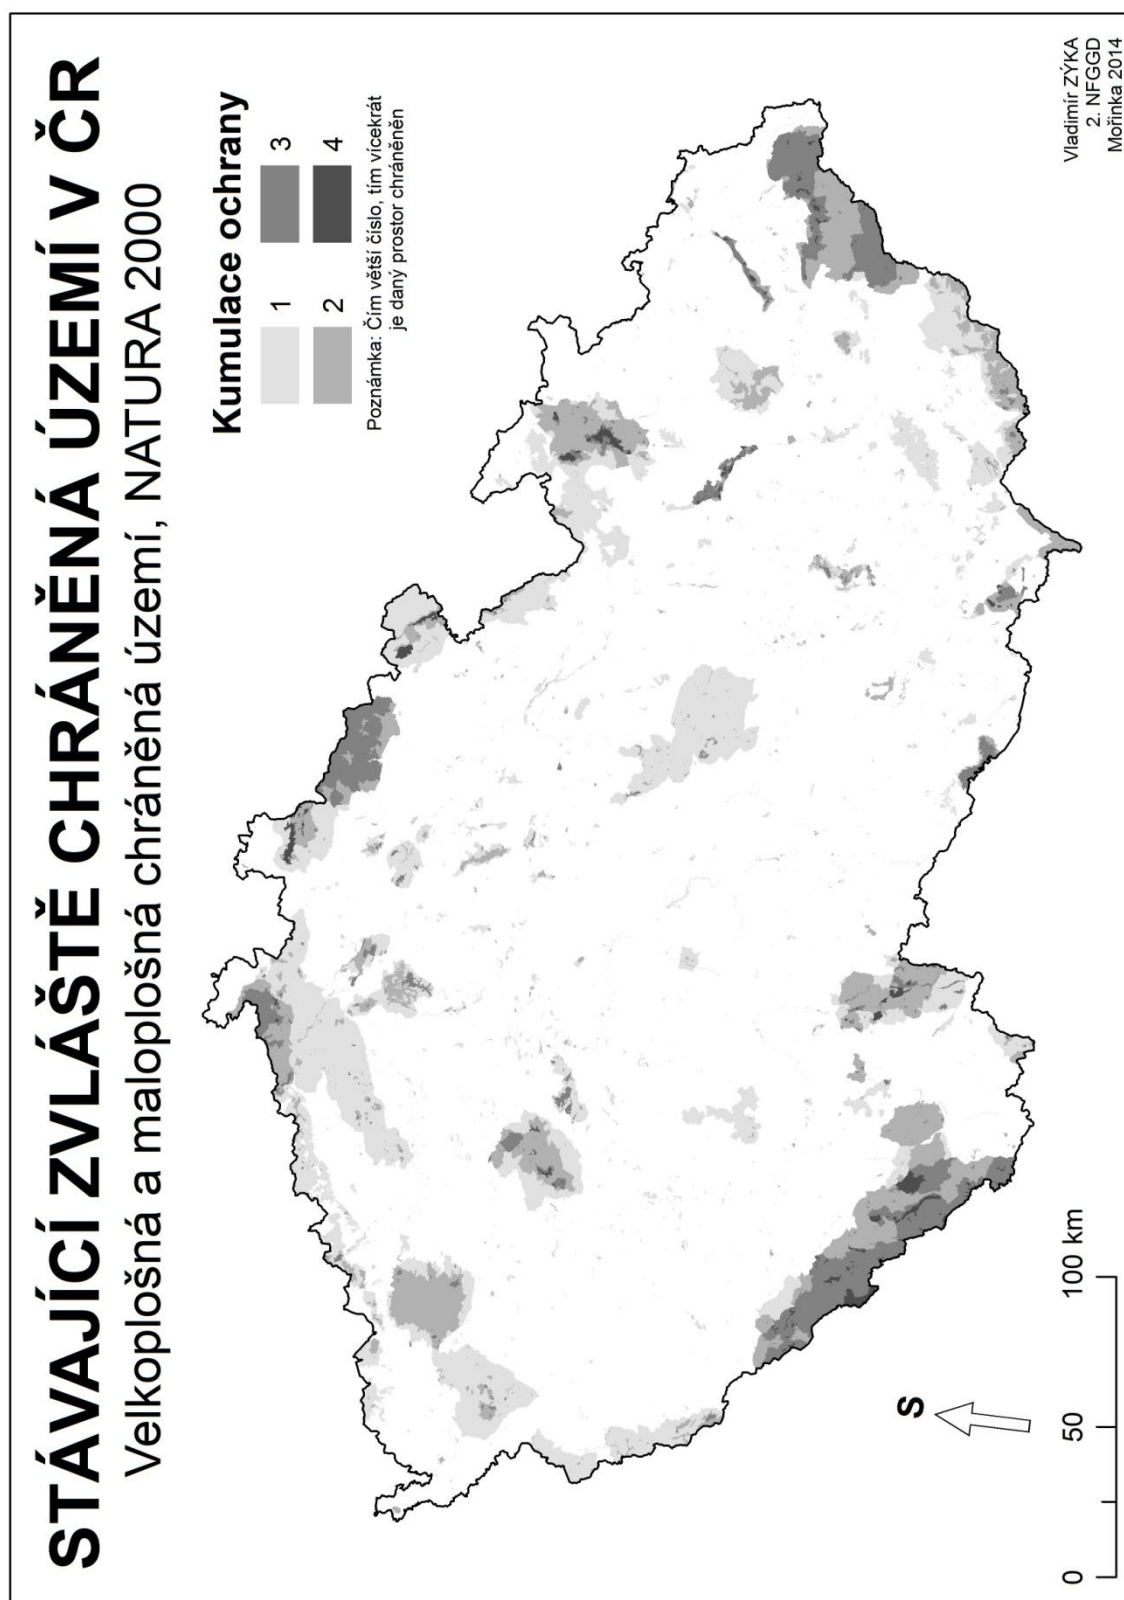 STÁVAJÍCÍ ZVLÁŠTĚ CHRÁNĚNÁ ÚZEMÍ V ČR
Velkoplošná a maloplošná chráněná území, NATURA 2000
Kumulace ochrany
1 3
2 4
Poznámka: Čím větší číslo, tím vícekrát
je daný prostor chráněněn
S
0 50 100 km
Vladimír ZÝKA
2. NFGGD
Mořinka 2014